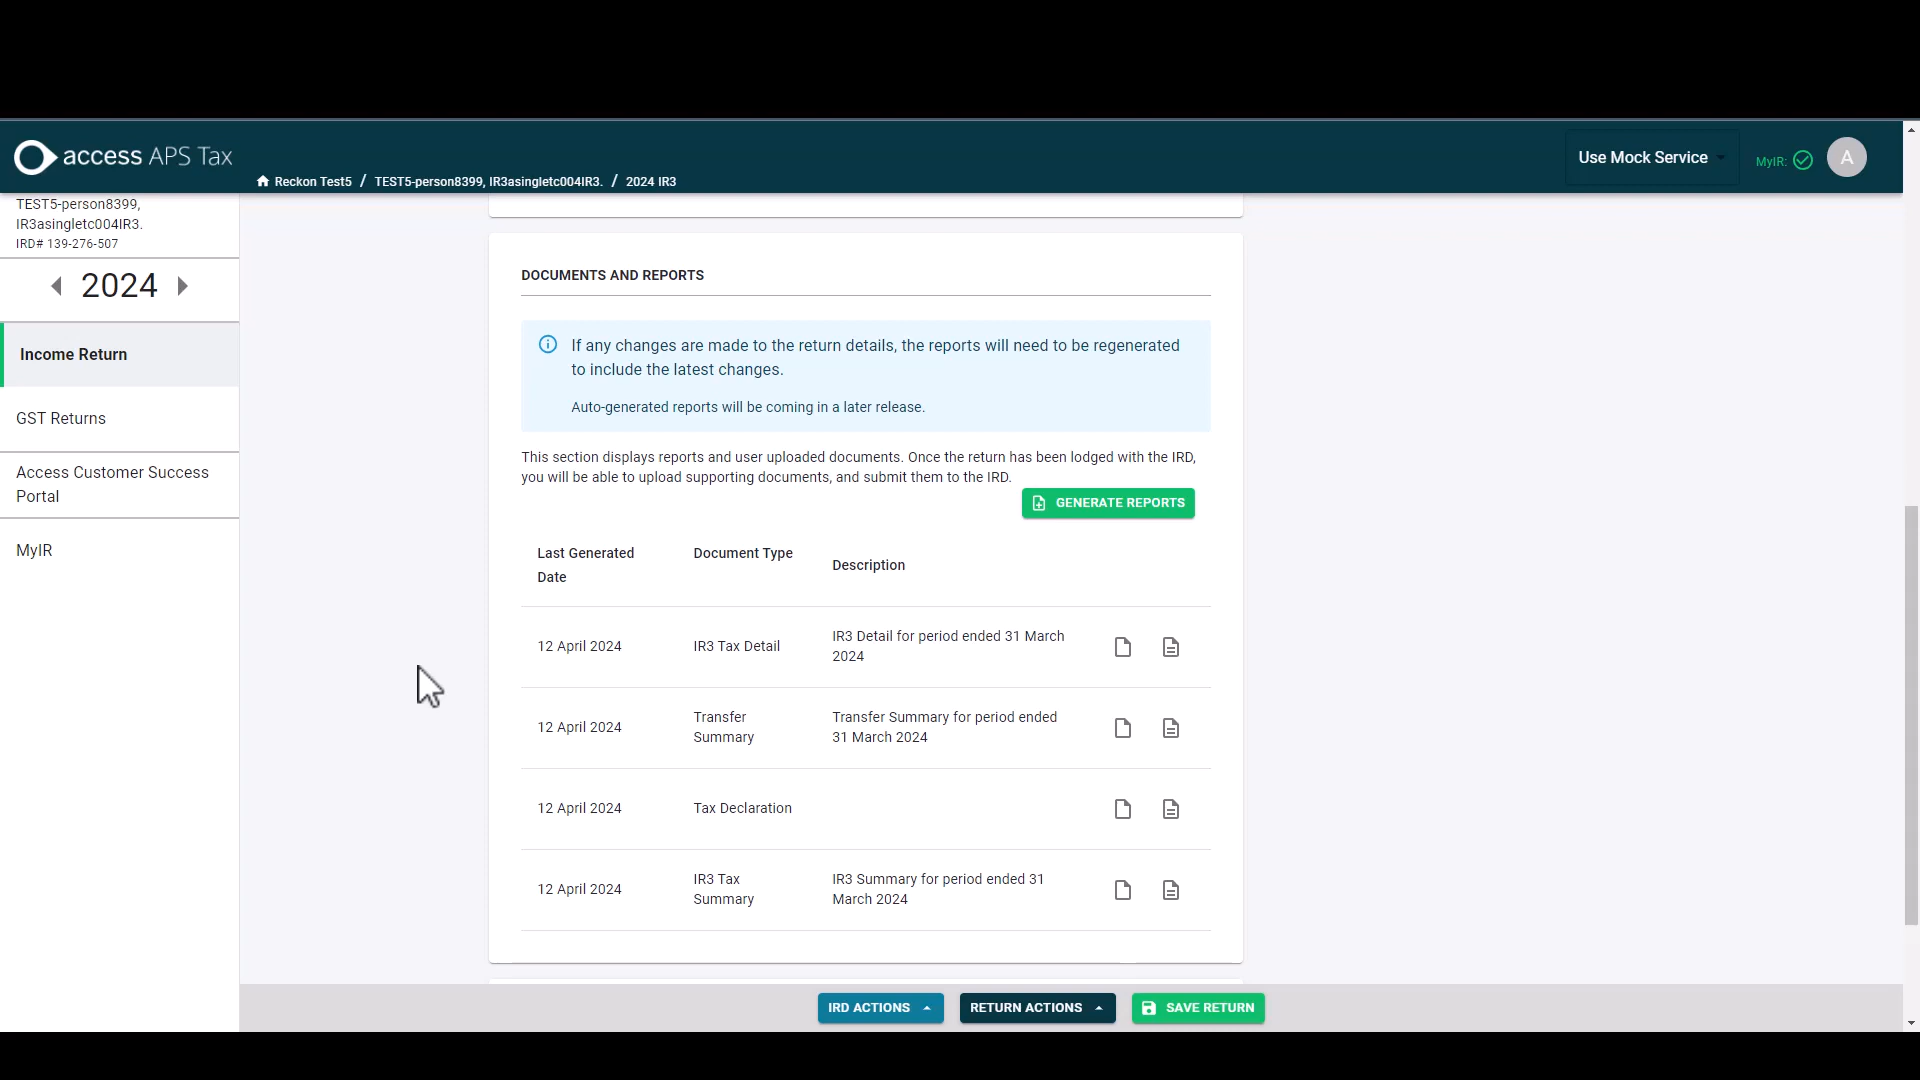 access APS Tax
Reckon Test5 / TEST5-person8399, IR3asingletc004IR3. / 2024 IR3
Use Mock Service
MyIR:
A
TEST5-person8399,
IR3asingletc004IR3.
IRD# 139-276-507
2024
Income Return
GST Returns
Access Customer Success
Portal
MyIR
DOCUMENTS AND REPORTS
If any changes are made to the return details, the reports will need to be regenerated
to include the latest changes.
Auto-generated reports will be coming in a later release.
This section displays reports and user uploaded documents. Once the return has been lodged with the IRD,
you will be able to upload supporting documents, and submit them to the IRD.
GENERATE REPORTS
Last Generated
Date
Document Type
Description
12 April 2024
IR3 Tax Detail
IR3 Detail for period ended 31 March
2024
12 April 2024
Transfer
Summary
Transfer Summary for period ended
31 March 2024
12 April 2024
Tax Declaration
12 April 2024
IR3 Tax
Summary
IR3 Summary for period ended 31
March 2024
IRD ACTIONS
RETURN ACTIONS
SAVE RETURN